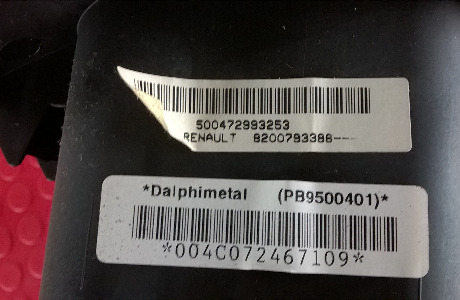 500472993253
RENAULT 8200793386---
*Dalphimetal (PB9500401)*
*004C072467109*